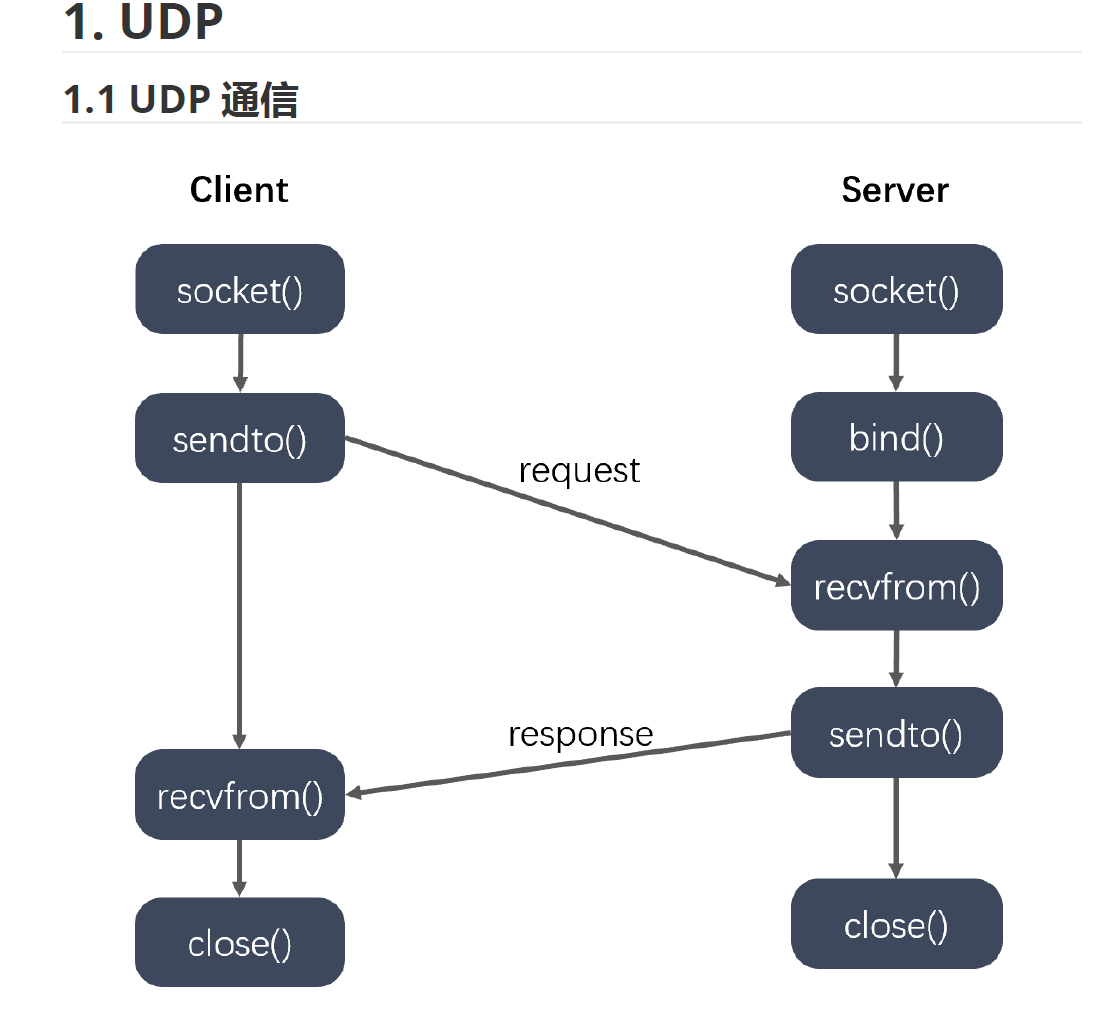 1. UDP
1.1 UDP 通信
Client
Server
socket()
socket()
sendto()
bind()
request
recvfrom()
response
sendto()
recvfrom()
close()
close()